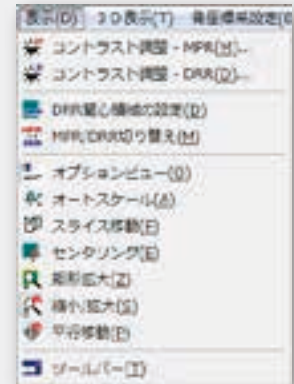 表示(D) 3D表示(T) 座標系設定(
コントラスト調整 - MPR(M)...
コントラスト調整 - DRR(D)...
DRR関心領域の設定(D)
MPR/DRR切り替え(M)
オプションビュー(O)
オートスケール(A)
スライス移動(F)
センタリング(E)
矩形拡大(Z)
縮小/拡大(S)
平行移動(P)
ツールバー(T)